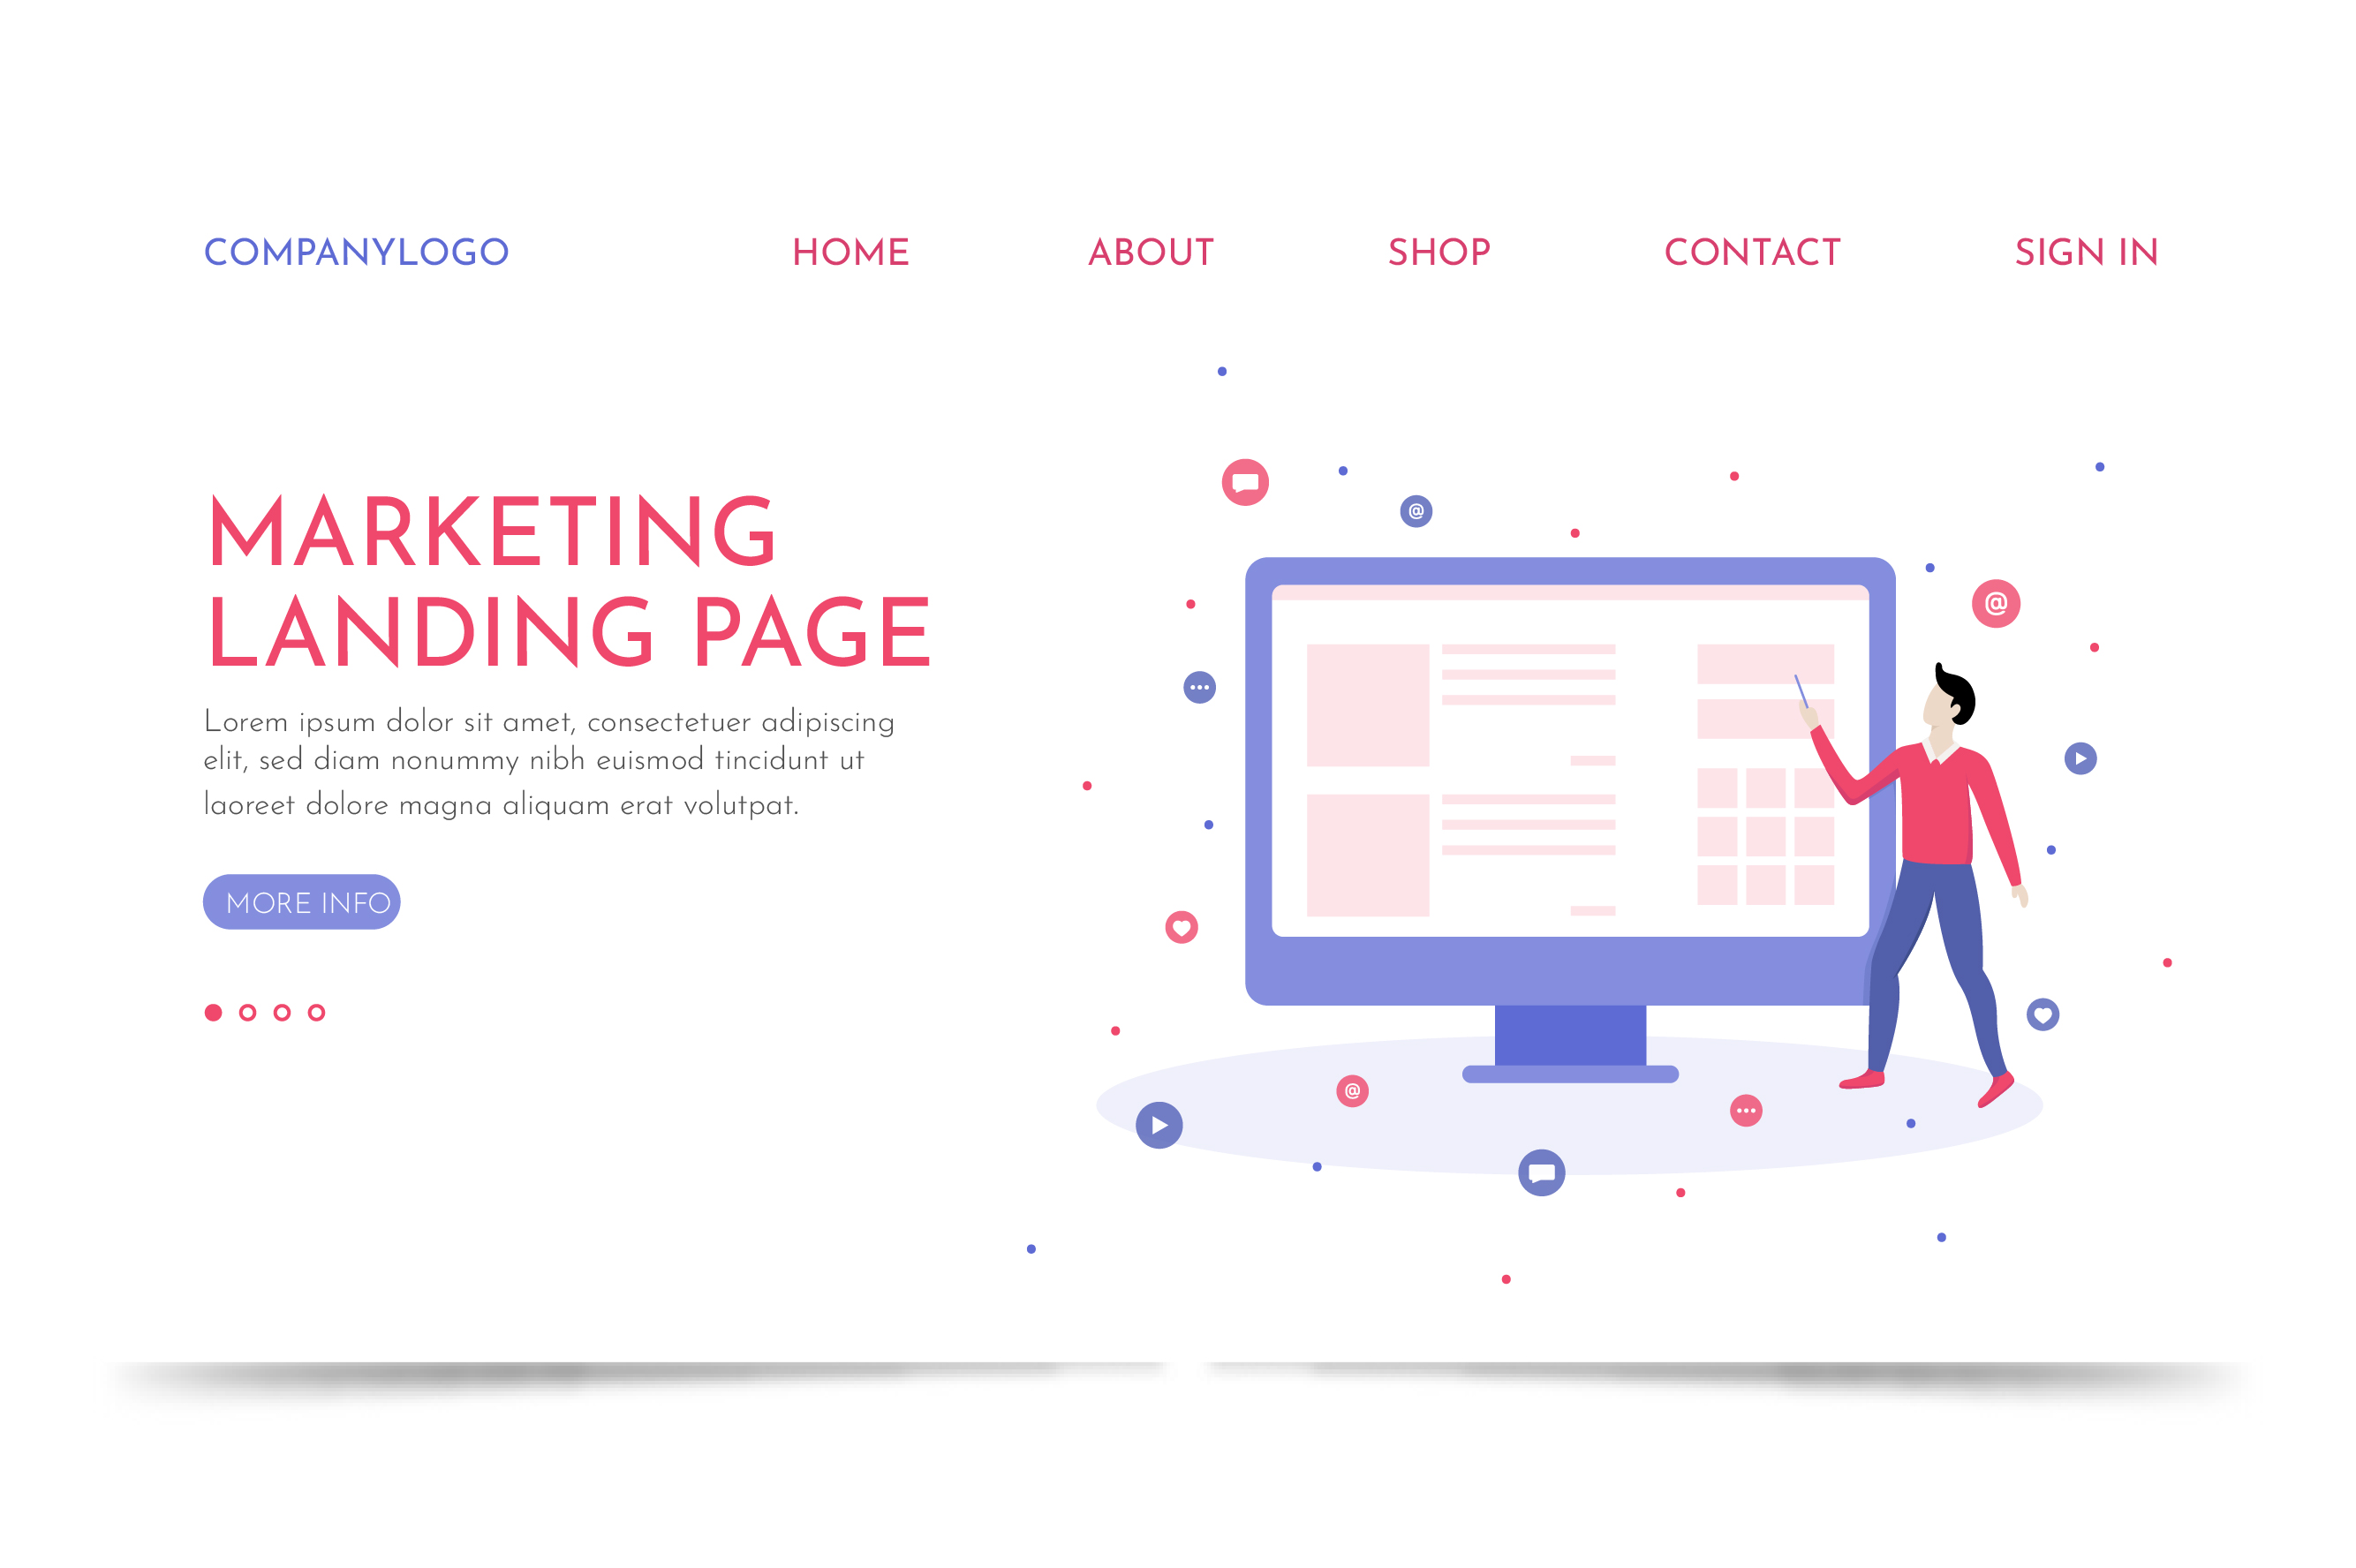 COMPANYLOGO
HOME
ABOUT
SHOP
CONTACT
SIGN IN
MARKETING
LANDING PAGE
Lorem ipsum dolor sit amet, consectetuer adipiscing
elit, sed diam nonummy nibh euismod tincidunt ut
laoreet dolore magna aliquam erat volutpat.
MORE INFO
@
@
@